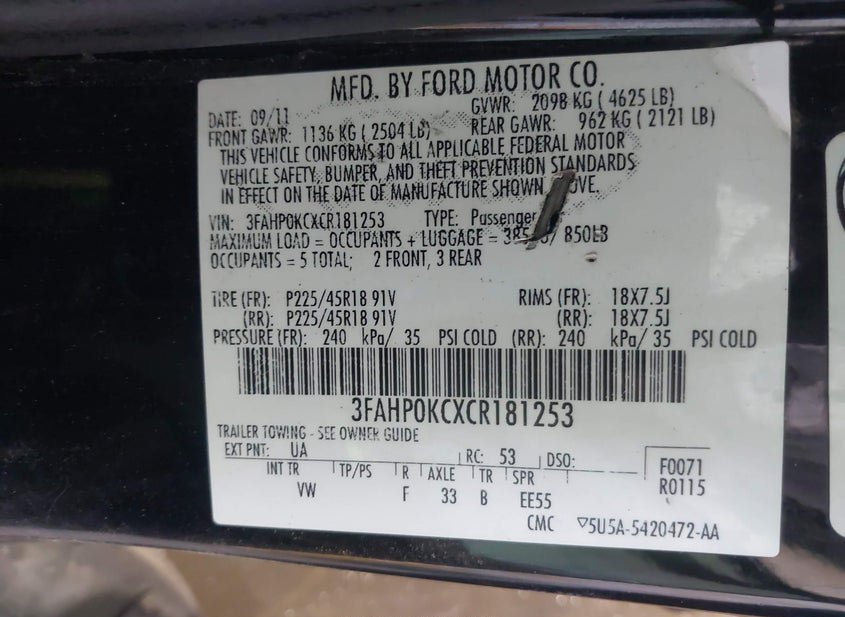 MFD. BY FORD MOTOR CO.
DATE: 09/11 GVWR: 2098 KG ( 4625 LB)
FRONT GAWR: 1136 KG ( 2504 LB) REAR GAWR: 962 KG ( 2121 LB)
THIS VEHICLE CONFORMS TO ALL APPLICABLE FEDERAL MOTOR
VEHICLE SAFETY, BUMPER, AND THEFT PREVENTION STANDARDS
IN EFFECT ON THE DATE OF MANUFACTURE SHOWN
VIN: 3FAHP0KCXCR181253 TYPE: Passenger
MAXIMUM LOAD = OCCUPANTS + LUGGAGE = / 850LB
OCCUPANTS = 5 TOTAL; 2 FRONT, 3 REAR
TIRE (FR): P225/45R18 91V RIMS (FR): 18X7.5J
(RR): P225/45R18 91V (RR): 18X7.5J
PRESSURE (FR): 240 kPa/ 35 PSI COLD (RR): 240 kPa/ 35 PSI COLD
3FAHP0KCXCR181253
TRAILER TOWING - SEE OWNER GUIDE
EXT PNT: UA RC: 53 DSO: F0071
INT TR TP/PS R AXLE TR SPR R0115
VW F 33 B EE55
CMC ▽5U5A-5420472-AA